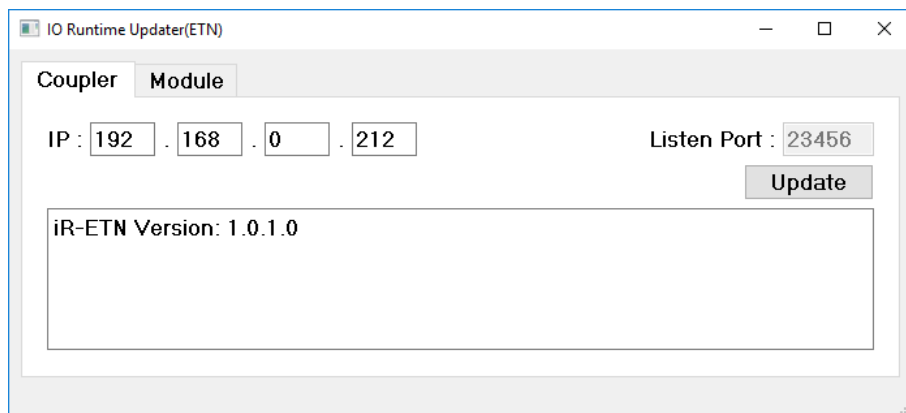 IO Runtime Updater(ETN)
Coupler Module
IP : 192 . 168 . 0 . 212 Listen Port : 23456
Update
iR-ETN Version: 1.0.1.0